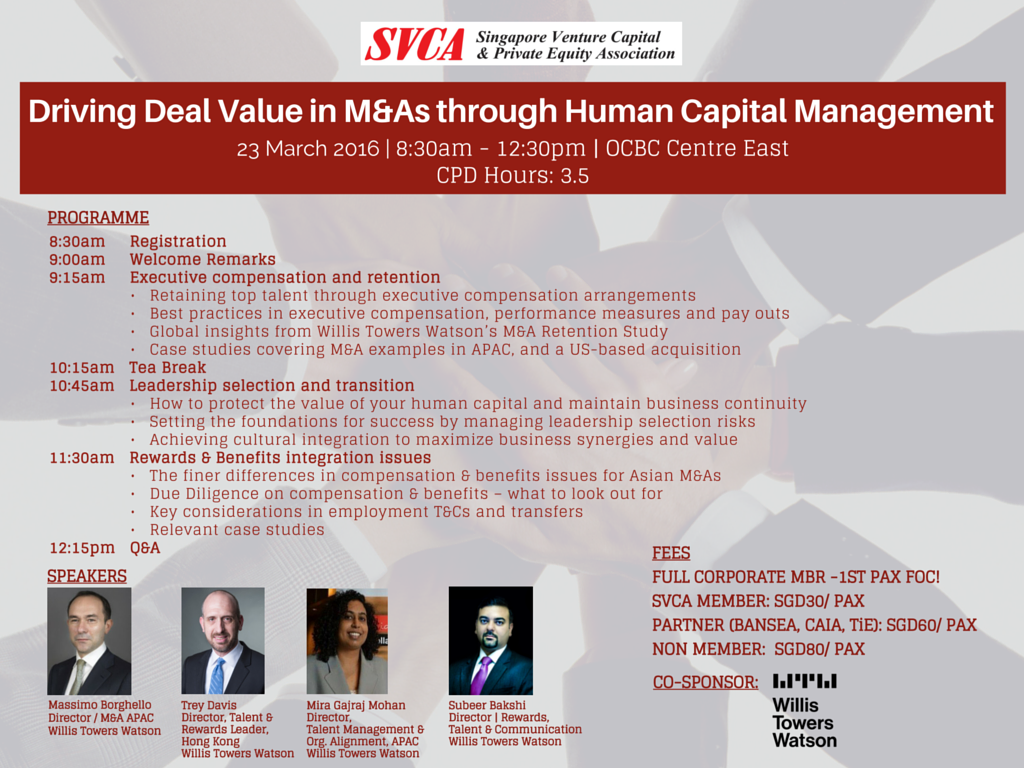 SVCA Singapore Venture Capital
& Private Equity Association
Driving Deal Value in M&As through Human Capital Management
23 March 2016 | 8:30am - 12:30pm | OCBC Centre East
CPD Hours: 3.5
PROGRAMME
8:30am Registration
9:00am Welcome Remarks
9:15am Executive compensation and retention
• Retaining top talent through executive compensation arrangements
• Best practices in executive compensation, performance measures and pay outs
• Global insights from Willis Towers Watson's M&A Retention Study
• Case studies covering M&A examples in APAC, and a US-based acquisition
10:15am Tea Break
10:45am Leadership selection and transition
• How to protect the value of your human capital and maintain business continuity
• Setting the foundations for success by managing leadership selection risks
• Achieving cultural integration to maximize business synergies and value
11:30am Rewards & Benefits integration issues
• The finer differences in compensation & benefits issues for Asian M&As
• Due Diligence on compensation & benefits – what to look out for
• Key considerations in employment T&Cs and transfers
• Relevant case studies
12:15pm Q&A
SPEAKERS
Massimo Borghello
Director / M&A APAC
Willis Towers Watson
Trey Davis
Director, Talent &
Rewards Leader,
Hong Kong
Willis Towers Watson
Mira Gajraj Mohan
Director,
Talent Management &
Org. Alignment, APAC
Willis Towers Watson
Subeer Bakshi
Director | Rewards,
Talent & Communication
Willis Towers Watson
FEES
FULL CORPORATE MBR -1ST PAX FOC!
SVCA MEMBER: SGD30/ PAX
PARTNER (BANSEA, CAIA, TiE): SGD60/ PAX
NON MEMBER: SGD80/ PAX
CO-SPONSOR:
Willis
Towers
Watson